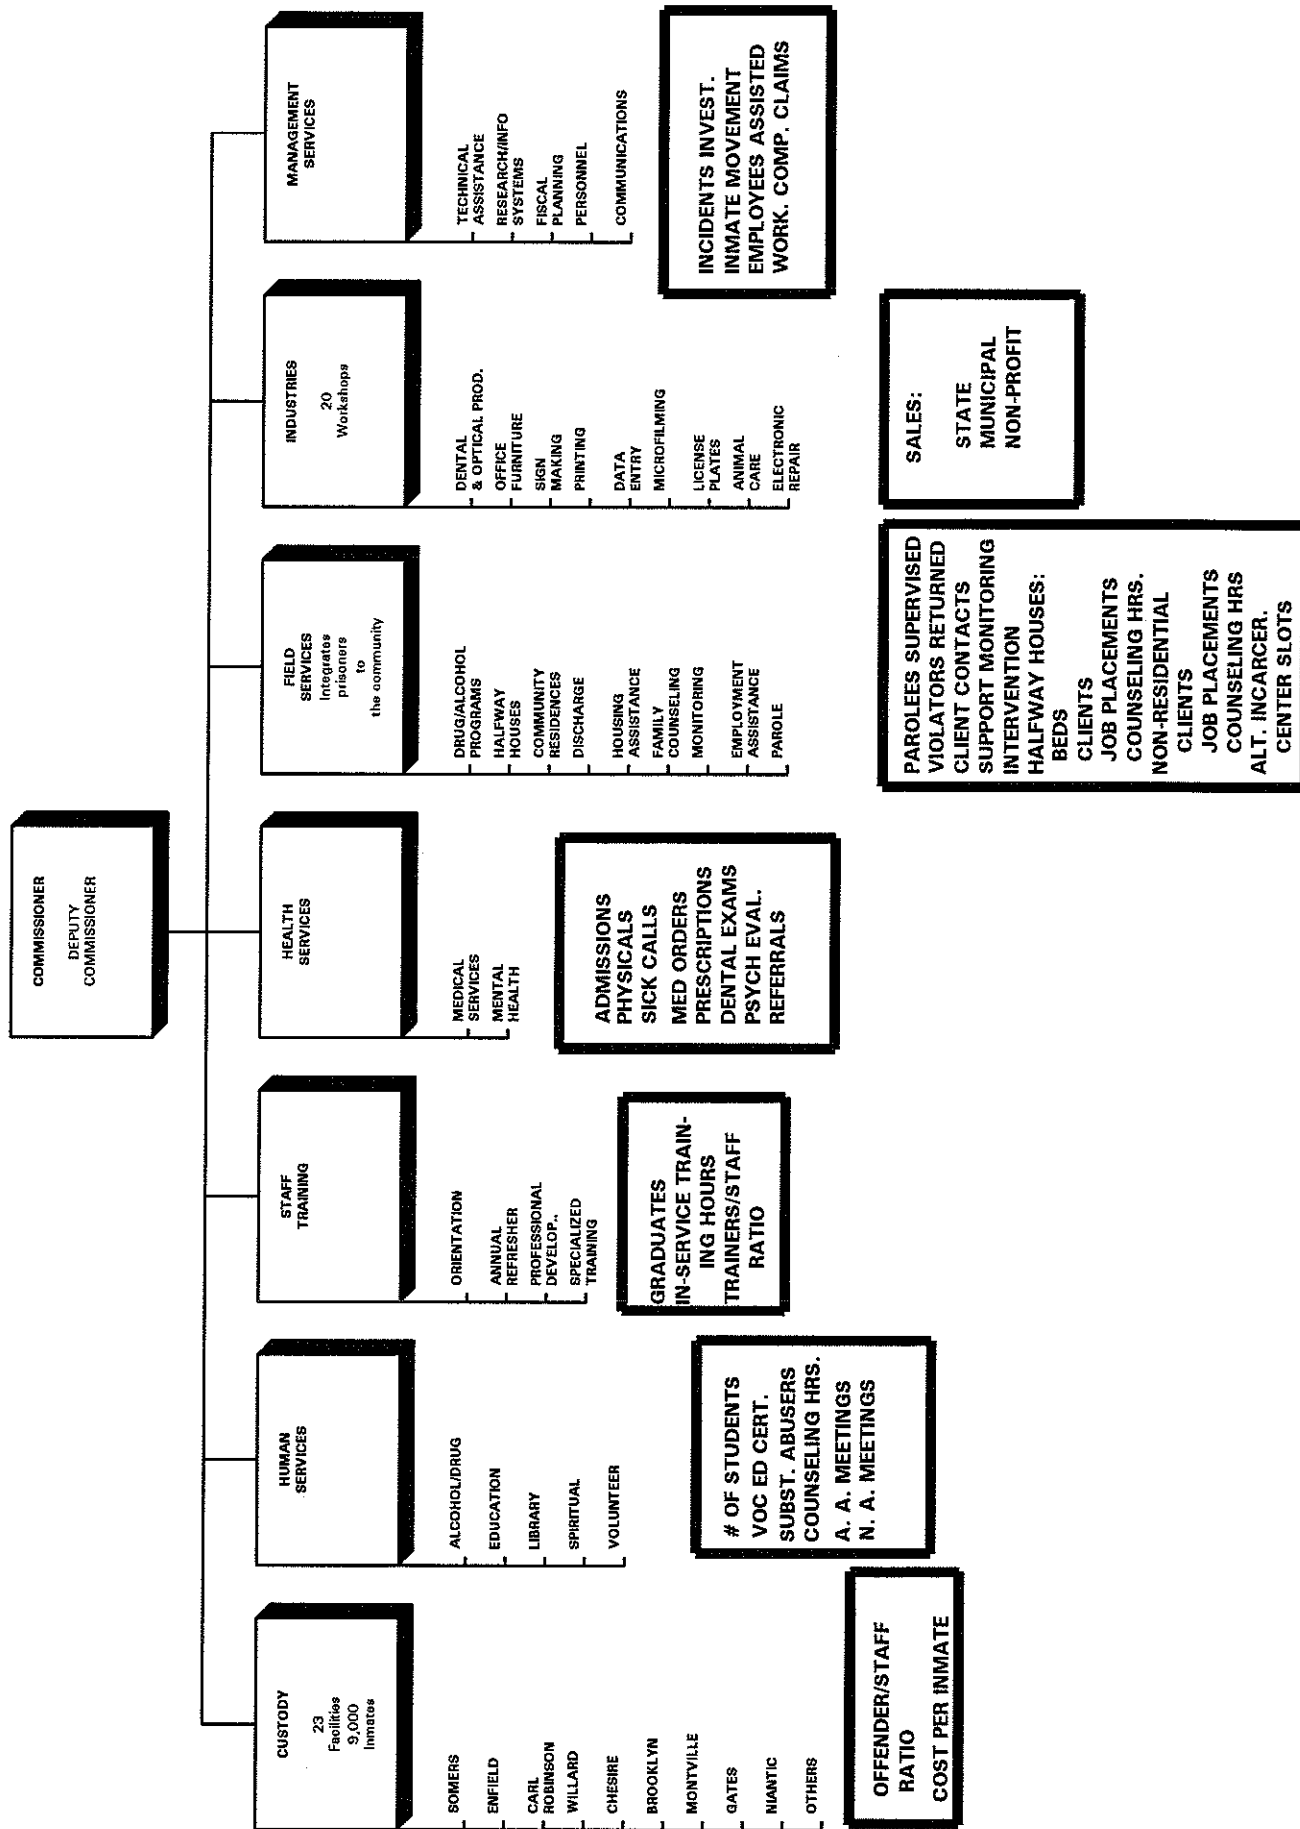 COMMISSIONER
DEPUTY
COMMISSIONER
CUSTODY
23
Facilities
9,000
Inmates
SOMERS
ENFIELD
CARL
ROBINSON
WILLARD
CHESIRE
BROOKLYN
MONTVILLE
GATES
NIANTIC
OTHERS
OFFENDER/STAFF
RATIO
COST PER INMATE
HUMAN
SERVICES
ALCOHOL/DRUG
EDUCATION
LIBRARY
SPIRITUAL
VOLUNTEER
# OF STUDENTS
VOC ED CERT.
SUBST. ABUSERS
COUNSELING HRS.
A. A. MEETINGS
N. A. MEETINGS
STAFF
TRAINING
ORIENTATION
ANNUAL
REFRESHER
PROFESSIONAL
DEVELOP..
SPECIALIZED
TRAINING
GRADUATES
IN-SERVICE TRAIN-
ING HOURS
TRAINERS/STAFF
RATIO
HEALTH
SERVICES
MEDICAL
SERVICES
MENTAL
HEALTH
ADMISSIONS
PHYSICALS
SICK CALLS
MED ORDERS
PRESCRIPTIONS
DENTAL EXAMS
PSYCH EVAL.
REFERRALS
FIELD
SERVICES
Integrates
prisoners
to
the community
DRUG/ALCOHOL
PROGRAMS
HALFWAY
HOUSES
COMMUNITY
RESIDENCES
DISCHARGE
HOUSING
ASSISTANCE
FAMILY
COUNSELING
MONITORING
EMPLOYMENT
ASSISTANCE
PAROLE
PAROLEES SUPERVISED
VIOLATORS RETURNED
CLIENT CONTACTS
SUPPORT MONITORING
INTERVENTION
HALFWAY HOUSES:
BEDS
CLIENTS
JOB PLACEMENTS
COUNSELING HRS.
NON-RESIDENTIAL
CLIENTS
JOB PLACEMENTS
COUNSELING HRS
ALT. INCARCER.
CENTER SLOTS
INDUSTRIES
20
Workshops
DENTAL
& OPTICAL PROD.
OFFICE
FURNITURE
SIGN
MAKING
PRINTING
DATA
ENTRY
MICROFILMING
LICENSE
PLATES
ANIMAL
CARE
ELECTRONIC
REPAIR
SALES:
STATE
MUNICIPAL
NON-PROFIT
MANAGEMENT
SERVICES
TECHNICAL
ASSISTANCE
RESEARCH/INFO
SYSTEMS
FISCAL
PLANNING
PERSONNEL
COMMUNICATIONS
INCIDENTS INVEST.
INMATE MOVEMENT
EMPLOYEES ASSISTED
WORK. COMP. CLAIMS